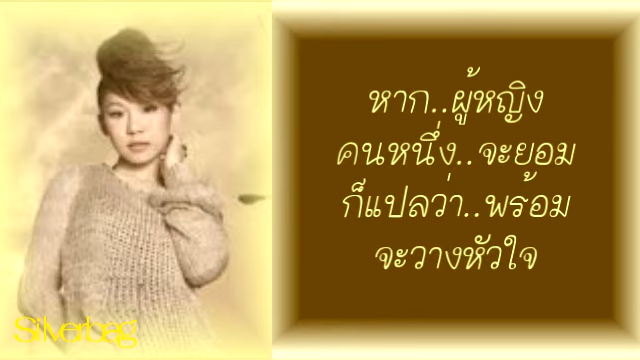 หาก..ผู้หญิง
คนหนึ่ง..จะยอม
ก็แปลว่า..พร้อม
จะวางหัวใจ
Silverbag